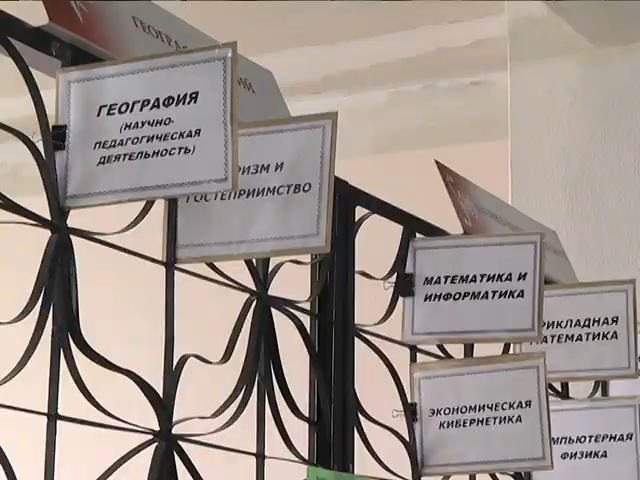 ГЕОГРАФИЯ
(НАУЧНО-
ПЕДАГОГИЧЕСКАЯ
ДЕЯТЕЛЬНОСТЬ)
РИЗМ И
ГОСТЕПРИИМСТВО
МАТЕМАТИКА И
ИНФОРМАТИКА
РИКЛАДНАЯ
МАТЕМАТИКА
ЭКОНОМИЧЕСКАЯ
КИБЕРНЕТИКА
МПЬЮТЕРНАЯ
ФИЗИКА